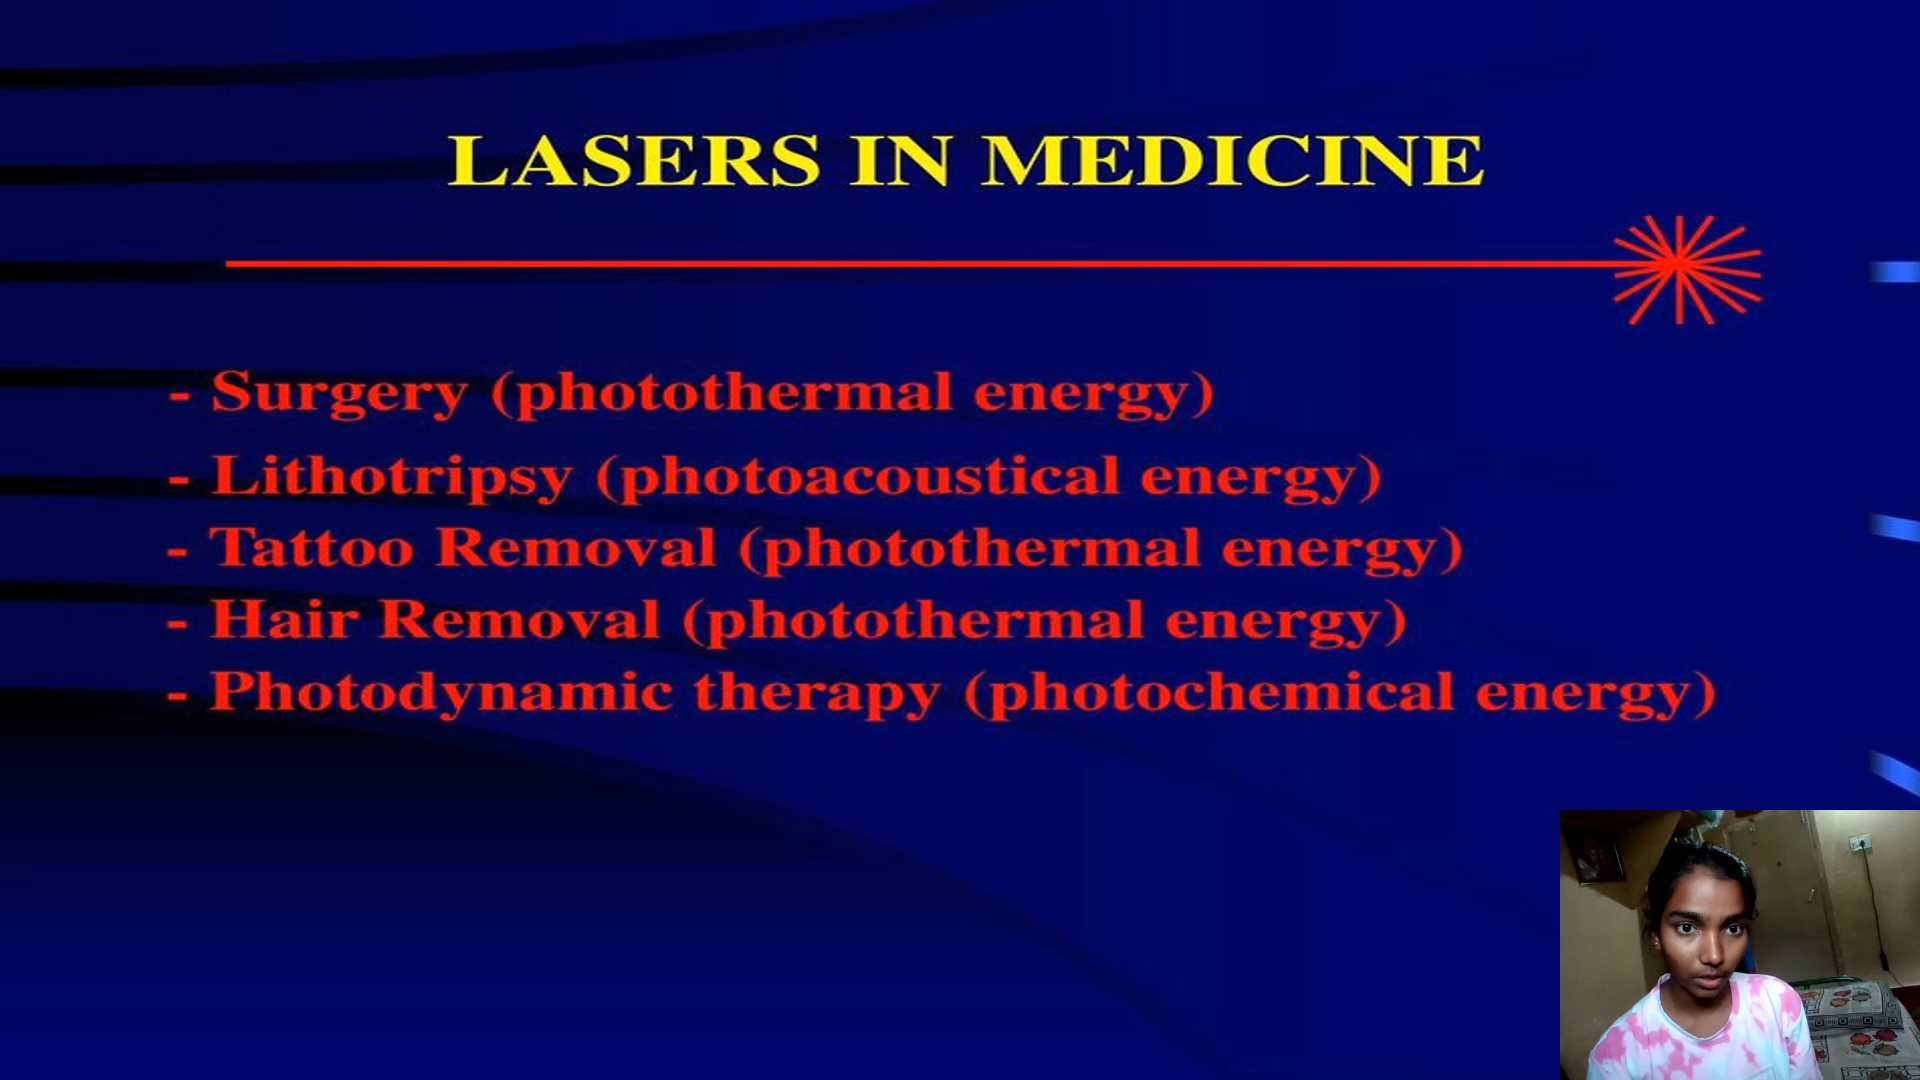 LASERS IN MEDICINE
- Surgery (photothermal energy)
- Lithotripsy (photoacoustical energy)
- Tattoo Removal (photothermal energy)
- Hair Removal (photothermal energy)
- Photodynamic therapy (photochemical energy)